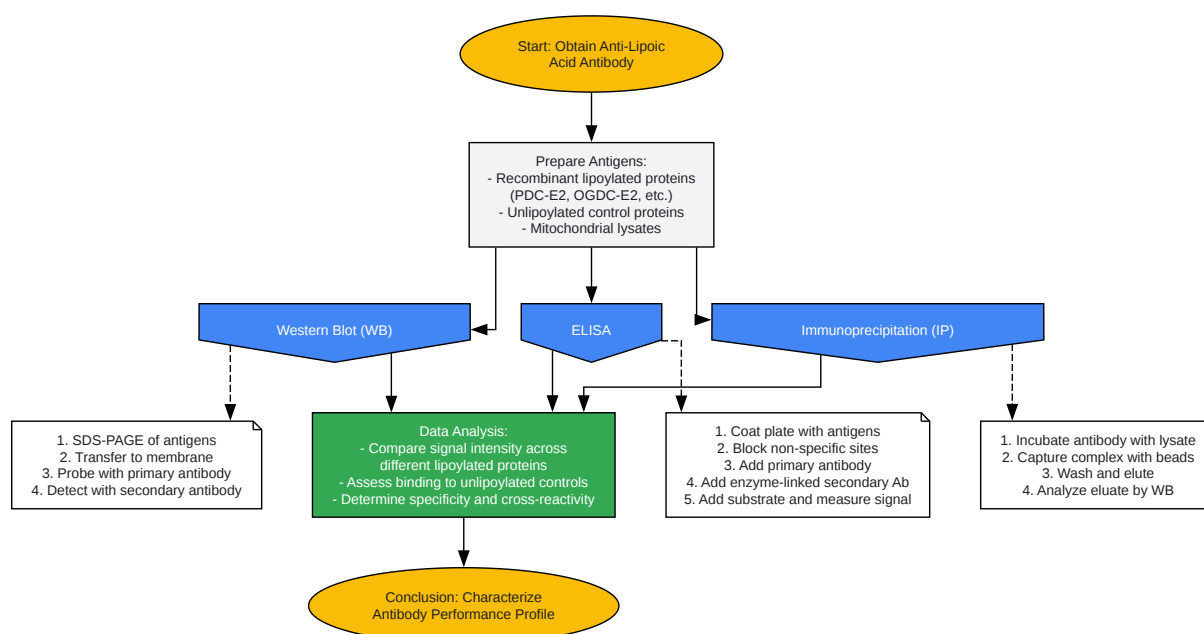 Start: Obtain Anti-Lipoic
Acid Antibody
Prepare Antigens:
- Recombinant lipoylated proteins
(PDC-E2, OGDC-E2, etc.)
- Unlipoylated control proteins
- Mitochondrial lysates
Western Blot (WB)
ELISA
Immunoprecipitation (IP)
1. SDS-PAGE of antigens
2. Transfer to membrane
3. Probe with primary antibody
4. Detect with secondary antibody
Data Analysis:
- Compare signal intensity across
different lipoylated proteins
- Assess binding to unlipoylated controls
- Determine specificity and cross-reactivity
1. Coat plate with antigens
2. Block non-specific sites
3. Add primary antibody
4. Add enzyme-linked secondary Ab
5. Add substrate and measure signal
1. Incubate antibody with lysate
2. Capture complex with beads
3. Wash and elute
4. Analyze eluate by WB
Conclusion: Characterize
Antibody Performance Profile